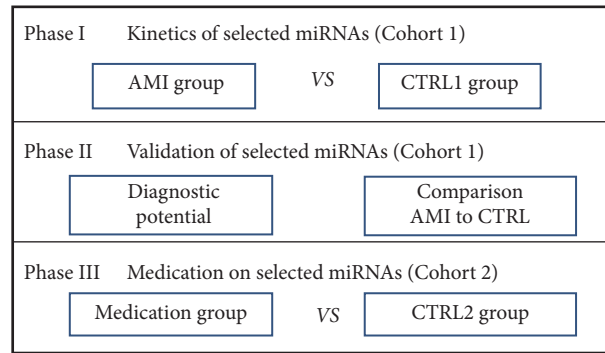 Phase I Kinetics of selected miRNAs (Cohort 1)
AMI group VS CTRL1 group
Phase II Validation of selected miRNAs (Cohort 1)
Diagnostic potential
Comparison AMI to CTRL
Phase III Medication on selected miRNAs (Cohort 2)
Medication group VS CTRL2 group